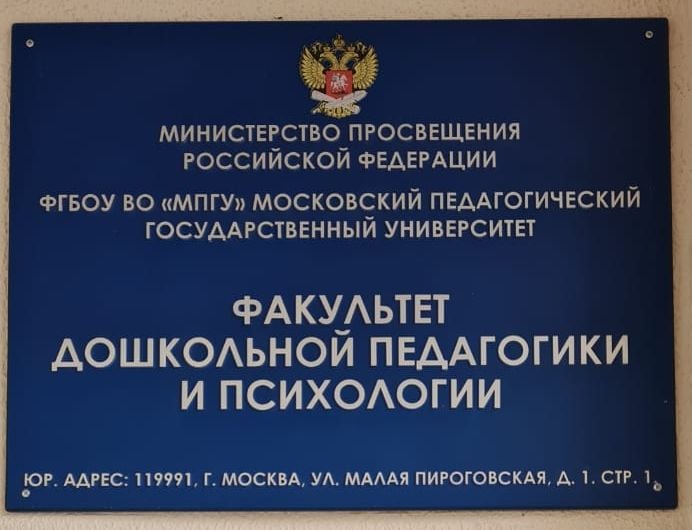 МИНИСТЕРСТВО ПРОСВЕЩЕНИЯ
РОССИЙСКОЙ ФЕДЕРАЦИИ
ФГБОУ ВО «МПГУ» МОСКОВСКИЙ ПЕДАГОГИЧЕСКИЙ
ГОСУДАРСТВЕННЫЙ УНИВЕРСИТЕТ
ФАКУЛЬТЕТ
ДОШКОЛЬНОЙ ПЕДАГОГИКИ
И ПСИХОЛОГИИ
ЮР. АДРЕС: 119991, Г. МОСКВА, УЛ. МАЛАЯ ПИРОГОВСКАЯ, Д. 1. СТР. 1.